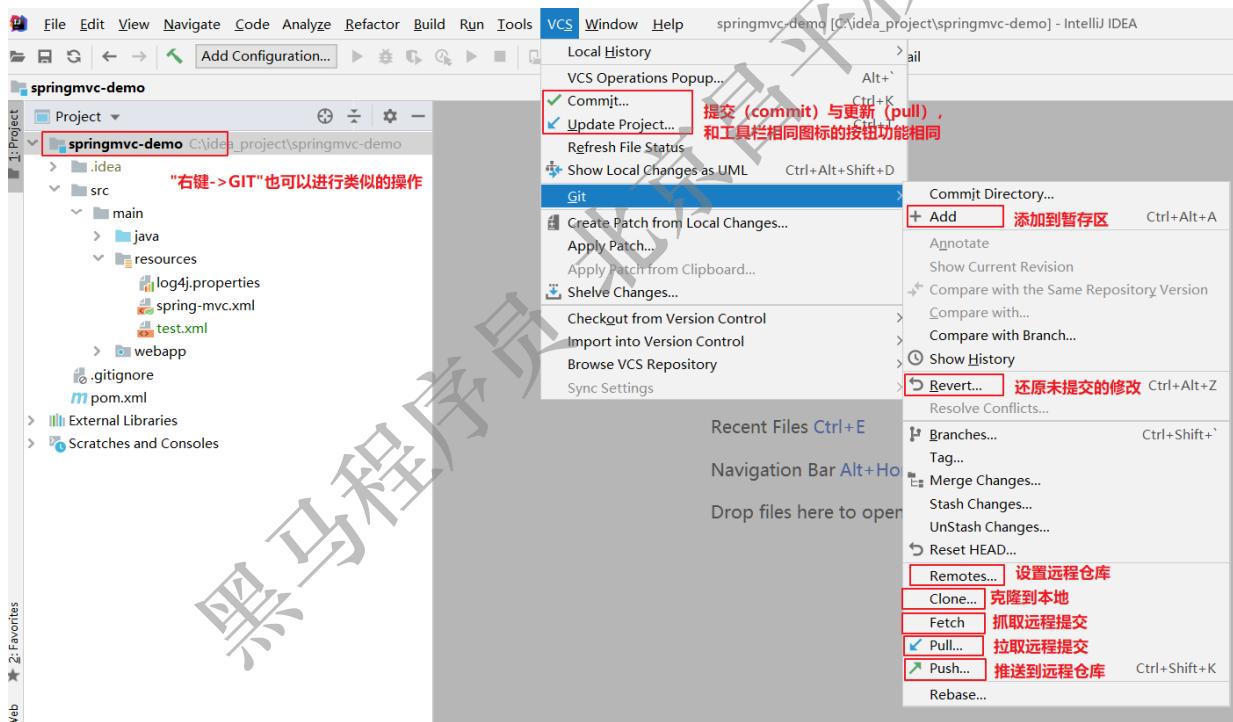 File Edit View Navigate Code Analyze Refactor Build Run Tools VCS Window Help springmvc-demo [C:\idea_project\springmvc-demo] - IntelliJ IDEA
Add Configuration...
ail
springmvc-demo
1: Project
Project
springmvc-demo C:\idea_project\springmvc-demo
.idea
"右键->GIT"也可以进行类似的操作
src
main
java
resources
log4j.properties
spring-mvc.xml
test.xml
webapp
.gitignore
pom.xml
External Libraries
Scratches and Consoles
2: Favorites
Web
Local History
VCS Operations Popup... Alt+`
Commit... Ctrl+K
Update Project... Ctrl+T
提交（commit）与更新（pull），
和工具栏相同图标的按钮功能相同
Refresh File Status
Show Local Changes as UML Ctrl+Alt+Shift+D
Git
Create Patch from Local Changes...
Apply Patch...
Apply Patch from Clipboard...
Shelve Changes...
Checkout from Version Control
Import into Version Control
Browse VCS Repository
Sync Settings
Recent Files Ctrl+E
Navigation Bar Alt+Ho
Drop files here to open
Commit Directory...
Add 添加到暂存区 Ctrl+Alt+A
Annotate
Show Current Revision
Compare with the Same Repository Version
Compare with...
Compare with Branch...
Show History
Revert... 还原未提交的修改 Ctrl+Alt+Z
Resolve Conflicts...
Branches... Ctrl+Shift+`
Tag...
Merge Changes...
Stash Changes...
UnStash Changes...
Reset HEAD...
Remotes... 设置远程仓库
Clone... 克隆到本地
Fetch 抓取远程提交
Pull... 拉取远程提交
Push... 推送到远程仓库 Ctrl+Shift+K
Rebase...
黑马程序员 北京昌平